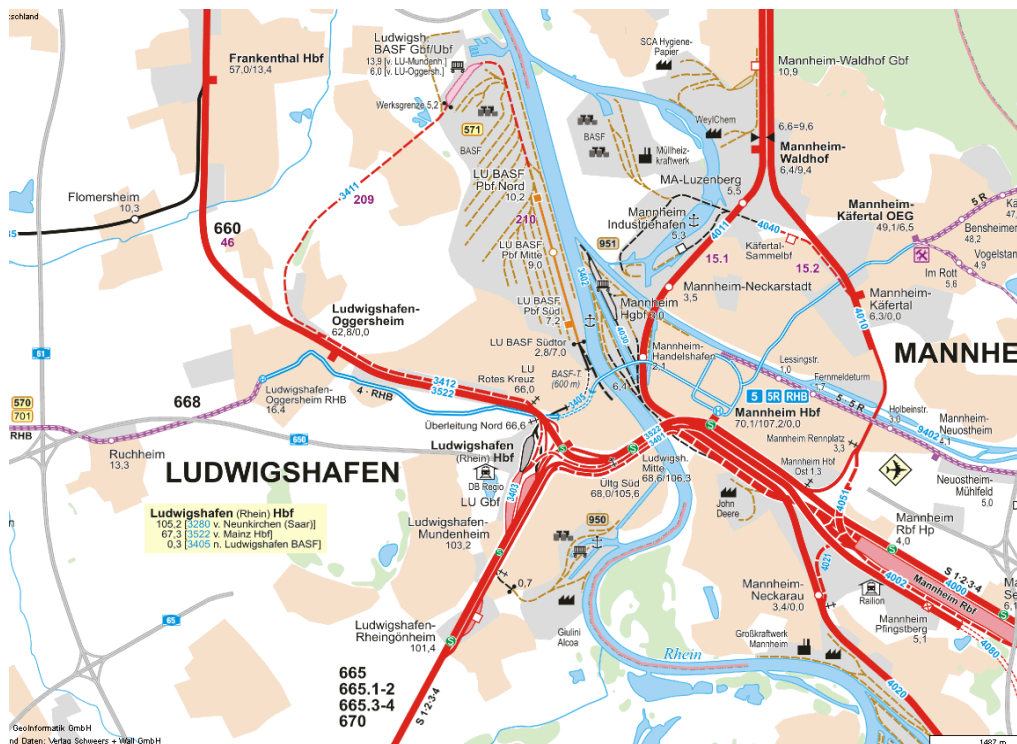 tschland
Frankenthal Hbf
57.0/13,4
Ludwigsh.
BASF Gbf/Ubf
13,9 [v. LU-Mundenh.]
6,0 [v. LU-Oggersh.]
Werksgrenze 5,2
571
BASF
SCA Hygiene-
Papier
Mannheim-Waldhof Gbf
10,9
WeylChem
6,6=9,6
Mannheim-
Waldhof
6,4/9,4
BASF
Müllheiz-
kraftwerk
MA-Luzenberg
5,5
3411
209
Flomersheim
10,3
660
46
LU BASF
Pbf Nord
10.2
210
LU BASF
Pbf Mitte
9,0
3402
LU BASF
Pbf Süd
7.2
LU BASF Südtor
2,8/7,0
BASF-T.
(600 m)
Mannheim
Industriehafen
5,3
951
4011
15.1
4040
Käfertal-
Sammelbf
15.2
Mannheim-
Käfertal OEG
49,1/6,5
5 R
Bensheimer
48,2
Vogelstan
4,9
Im Rott
5,6
Mannheim-Neckarstadt
3,5
Mannheim-
Käfertal
6.3/0,0
4010
Mannheim
Hgbf 0,0
4030
Mannheim-
Handelshafen
2,1
6,4
Ludwigshafen-
Oggersheim
62,8/0,0
61
3412
3522
4 · RHB
LU
Rotes Kreuz
66,0
3405
Lessingstr.
1,0
Fernmeldeturm
1,7
MANNHE
5 5R RHB
Mannheim Hbf
70.1/107.2/0.0
5 · 5 R
Holbeinstr.
3,0
9402
Mannheim-
Neuostheim
4,1
570
701
RHB
668
Ludwigshafen-
Oggersheim RHB
16.4
Überleitung Nord 66,6
650
Ruchheim
13,3
LUDWIGSHAFEN
Ludwigshafen
(Rhein) Hbf
DB Regio
LU Gbf
3403
3522
3401
Ludwigsh.
Mitte
68,6/106,3
Ültg Süd
68,0/105,6
Mannheim Rennplatz
3,3
Mannheim Hbf
Ost 1.3
Neuostheim-
Mühlfeld
5,0
John
Deere
4051
Mannheim
Rbf Hp
4,0
Ludwigshafen (Rhein) Hbf
105,2 [3280 v. Neunkirchen (Saar)]
67,3 [3522 v. Mainz Hbf]
0,3 [3405 n. Ludwigshafen BASF]
Ludwigshafen-
Mundenheim
103,2
950
0,7
Giulini
Alcoa
4021
S 1·2·3·4
4000
4002
Mannheim Rbf
4080
Railion
Mannheim
Pfingstberg
5,1
Mannheim-
Neckarau
3.4/0,0
Großkraftwerk
Mannheim
4020
Rhein
Ludwigshafen-
Rheingönheim
101,4
65
665
665.1-2
665.3-4
670
S 1·2·3·4
GeoInformatik GmbH
nd Daten: Verlag Schweers + Wall GmbH
1487 m